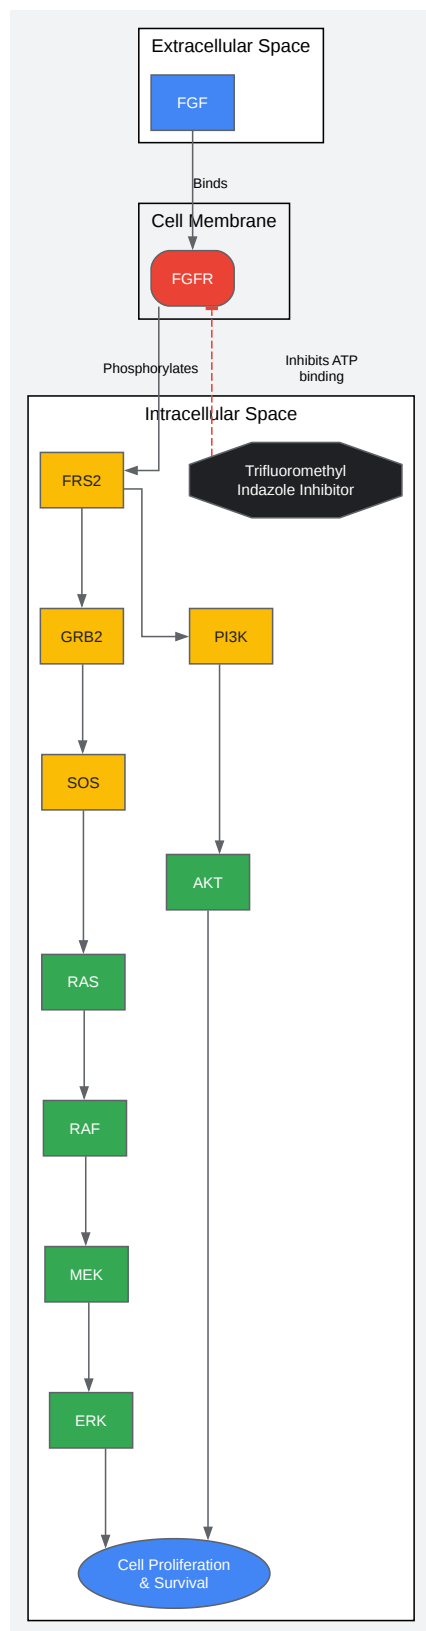 Extracellular Space
FGF
Binds
Cell Membrane
FGFR
Phosphorylates
Inhibits ATP
binding
Intracellular Space
FRS2
Trifluoromethyl
Indazole Inhibitor
GRB2
PI3K
SOS
AKT
RAS
RAF
MEK
ERK
Cell Proliferation
& Survival